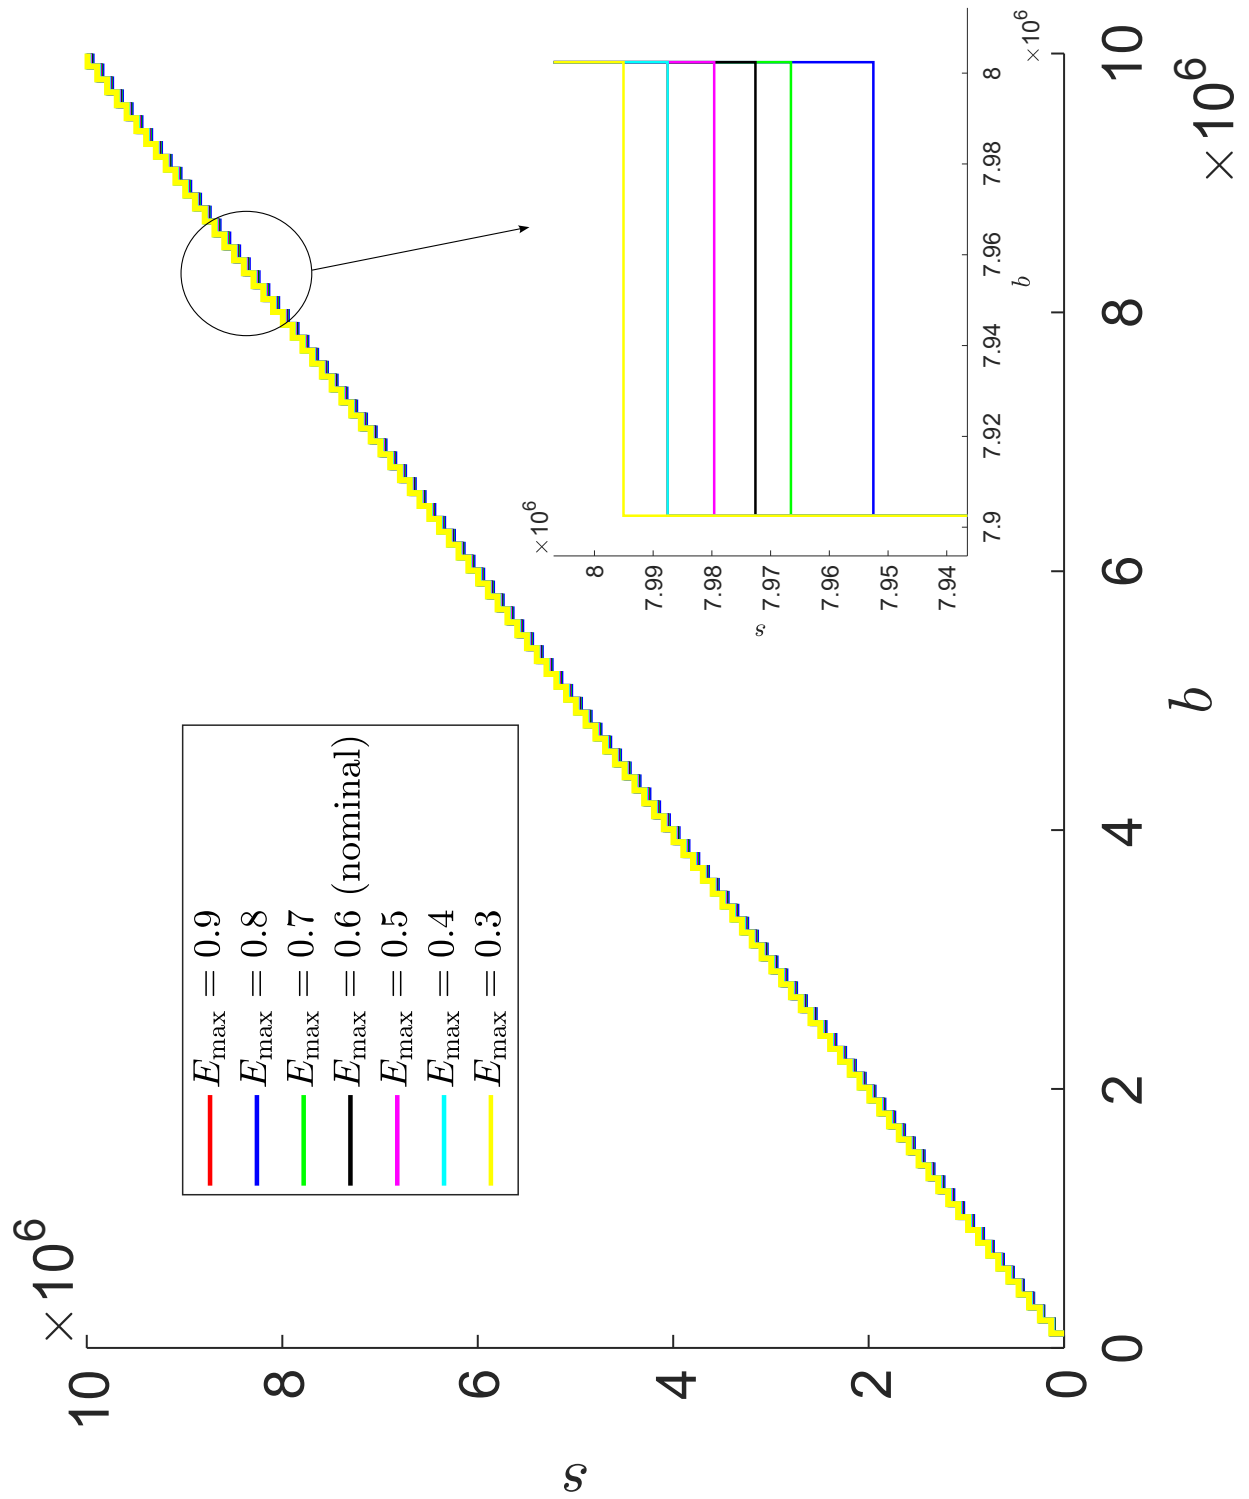 × 10^6
10
8
6
4
2
0
s
E_max = 0.9
E_max = 0.8
E_max = 0.7
E_max = 0.6 (nominal)
E_max = 0.5
E_max = 0.4
E_max = 0.3
×10^6
8
7.99
7.98
7.97
7.96
7.95
7.94
s
7.9
7.92
7.94
7.96
7.98
8
×10^6
b
0
2
4
6
8
10
× 10^6
b